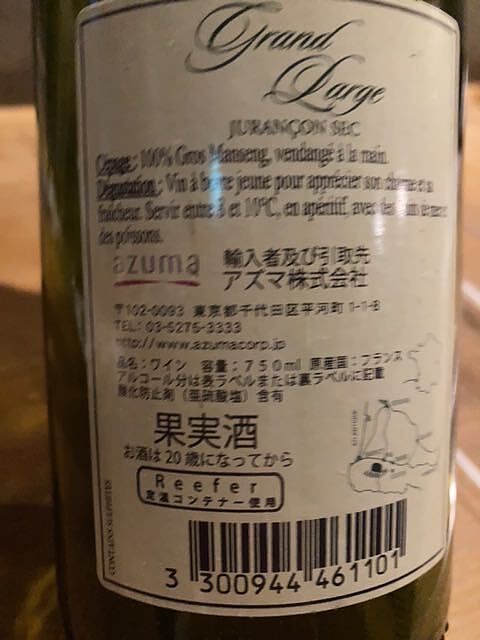 Grand
Large
JURANÇON SEC
Cépage : 100% Gros Manseng, vendangé à la main.
Dégustation : Vin à boire jeune pour apprécier son charme et sa
fraîcheur. Servir entre 8 et 10°C, en apéritif, avec des fruits de mer et
des poissons.
azuma
輸入者及び引取先
アズマ株式会社
〒102-0093 東京都千代田区平河町 1-1-8
TEL: 03-5275-3333
http://www.azumacorp.jp
品名:ワイン 容量:750ml 原産国:フランス
アルコール分は表ラベルまたは裏ラベルに記載
酸化防止剤(亜硫酸塩)含有
果実酒
お酒は20歳になってから
Reefer
定温コンテナー使用
CONTAINS SULPHITES
3 300944 461101